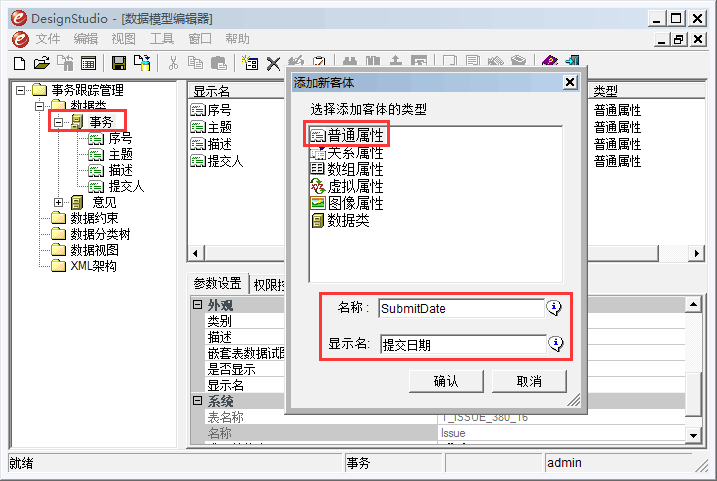 DesignStudio - [数据模型编辑器]
文件 编辑 视图 工具 窗口 帮助
事务跟踪管理
数据类
事务
序号
主题
描述
提交人
意见
数据约束
数据分类树
数据视图
XML架构
显示名
类型
序号
普通属性
主题
普通属性
描述
普通属性
提交人
普通属性
添加新客体
选择添加客体的类型
普通属性
关系属性
数组属性
虚拟属性
图像属性
数据类
名称：
SubmitDate
显示名:
提交日期
确认
取消
参数设置
外观
类别
描述
嵌套表数据试图
是否显示
显示名
系统
表名称
T_ISSUE_380_16
名称
Issue
就绪
事务
admin